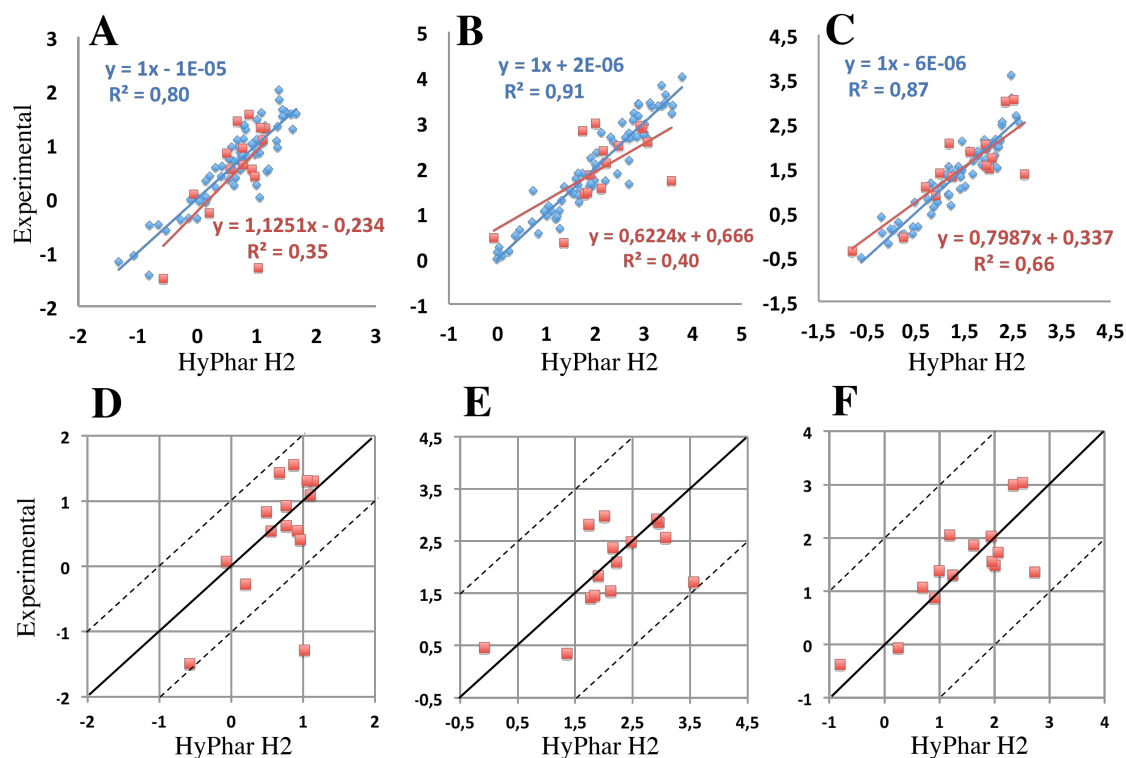 A
B
C
3
2
1
0
-1
-2
-2
-1
0
1
2
3
y = 1x - 1E-05
R² = 0,80
y = 1,1251x - 0,234
R² = 0,35
Experimental
HyPhar H2
5
4
3
2
1
0
-1
-1
0
1
2
3
4
5
y = 1x + 2E-06
R² = 0,91
y = 0,6224x + 0,666
R² = 0,40
HyPhar H2
4,5
3,5
2,5
1,5
0,5
-0,5
-1,5
-1,5
-0,5
0,5
1,5
2,5
3,5
4,5
y = 1x - 6E-06
R² = 0,87
y = 0,7987x + 0,337
R² = 0,66
HyPhar H2
D
E
F
2
1
0
-1
-2
-2
-1
0
1
2
Experimental
HyPhar H2
4,5
3,5
2,5
1,5
0,5
-0,5
-0,5
0,5
1,5
2,5
3,5
4,5
HyPhar H2
4
3
2
1
0
-1
-1
0
1
2
3
4
HyPhar H2